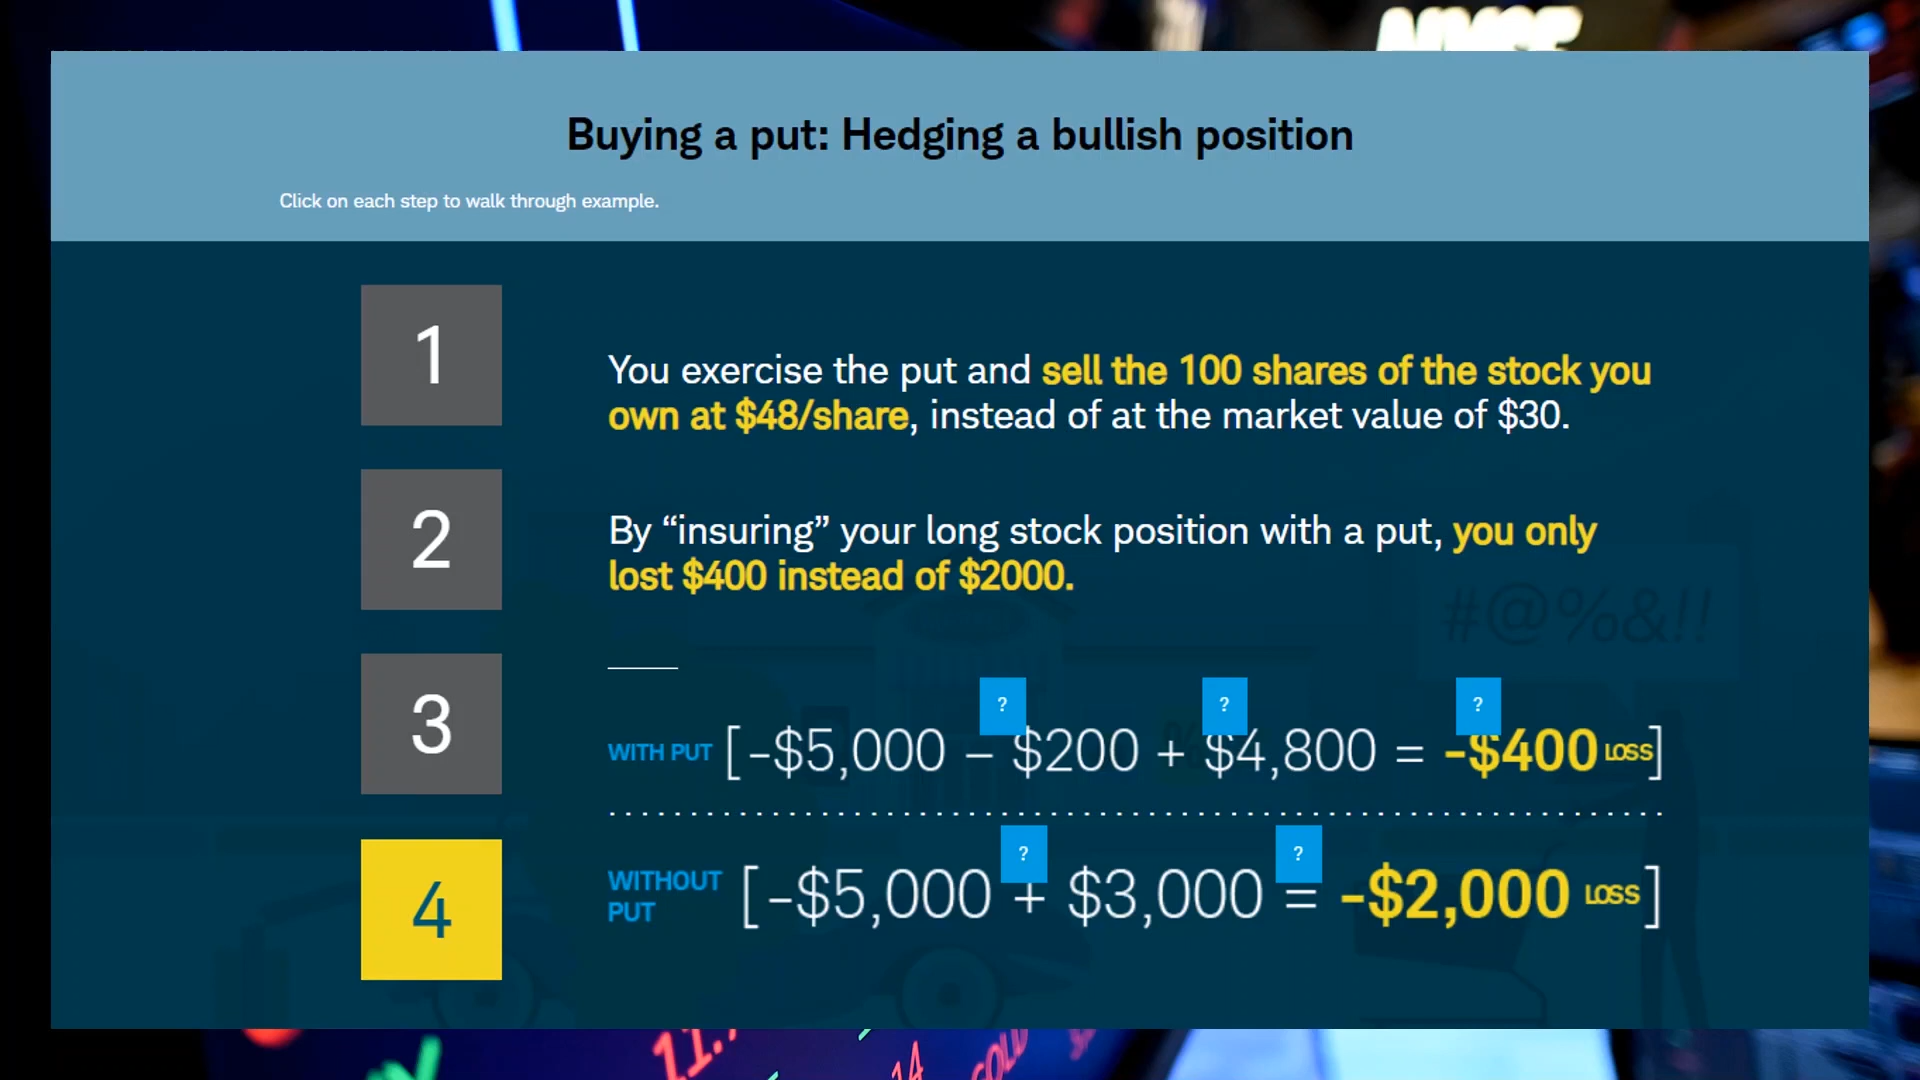 Buying a put: Hedging a bullish position
Click on each step to walk through example.
1
You exercise the put and sell the 100 shares of the stock you
own at $48/share, instead of at the market value of $30.
2
By “insuring” your long stock position with a put, you only
lost $400 instead of $2000.
#@%&!!
3
? ? ?
WITH PUT [-$5,000 – $200 + $4,800 = -$400 LOSS]
4
? ?
WITHOUT PUT [-$5,000 + $3,000 = -$2,000 LOSS]
14
GOLD